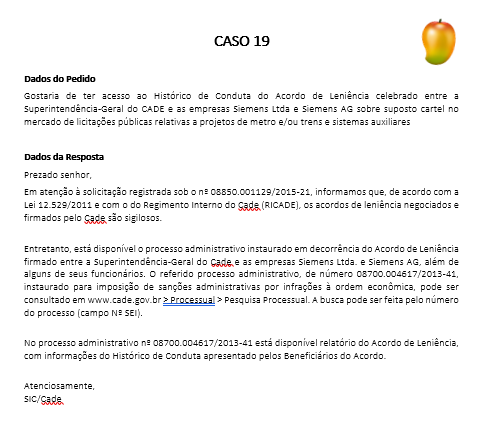 CASO 19
Dados do Pedido
Gostaria de ter acesso ao Histórico de Conduta do Acordo de Leniência celebrado entre a
Superintendência-Geral do CADE e as empresas Siemens Ltda e Siemens AG sobre suposto cartel no
mercado de licitações públicas relativas a projetos de metro e/ou trens e sistemas auxiliares
Dados da Resposta
Prezado senhor,
Em atenção à solicitação registrada sob o nº 08850.001129/2015-21, informamos que, de acordo com a
Lei 12.529/2011 e com o do Regimento Interno do Cade (RICADE), os acordos de leniência negociados e
firmados pelo Cade são sigilosos.
Entretanto, está disponível o processo administrativo instaurado em decorrência do Acordo de Leniência
firmado entre a Superintendência-Geral do Cade e as empresas Siemens Ltda. e Siemens AG, além de
alguns de seus funcionários. O referido processo administrativo, de número 08700.004617/2013-41,
instaurado para imposição de sanções administrativas por infrações à ordem econômica, pode ser
consultado em www.cade.gov.br > Processual > Pesquisa Processual. A busca pode ser feita pelo número
do processo (campo Nº SEI).
No processo administrativo nº 08700.004617/2013-41 está disponível relatório do Acordo de Leniência,
com informações do Histórico de Conduta apresentado pelos Beneficiários do Acordo.
Atenciosamente,
SIC/Cade